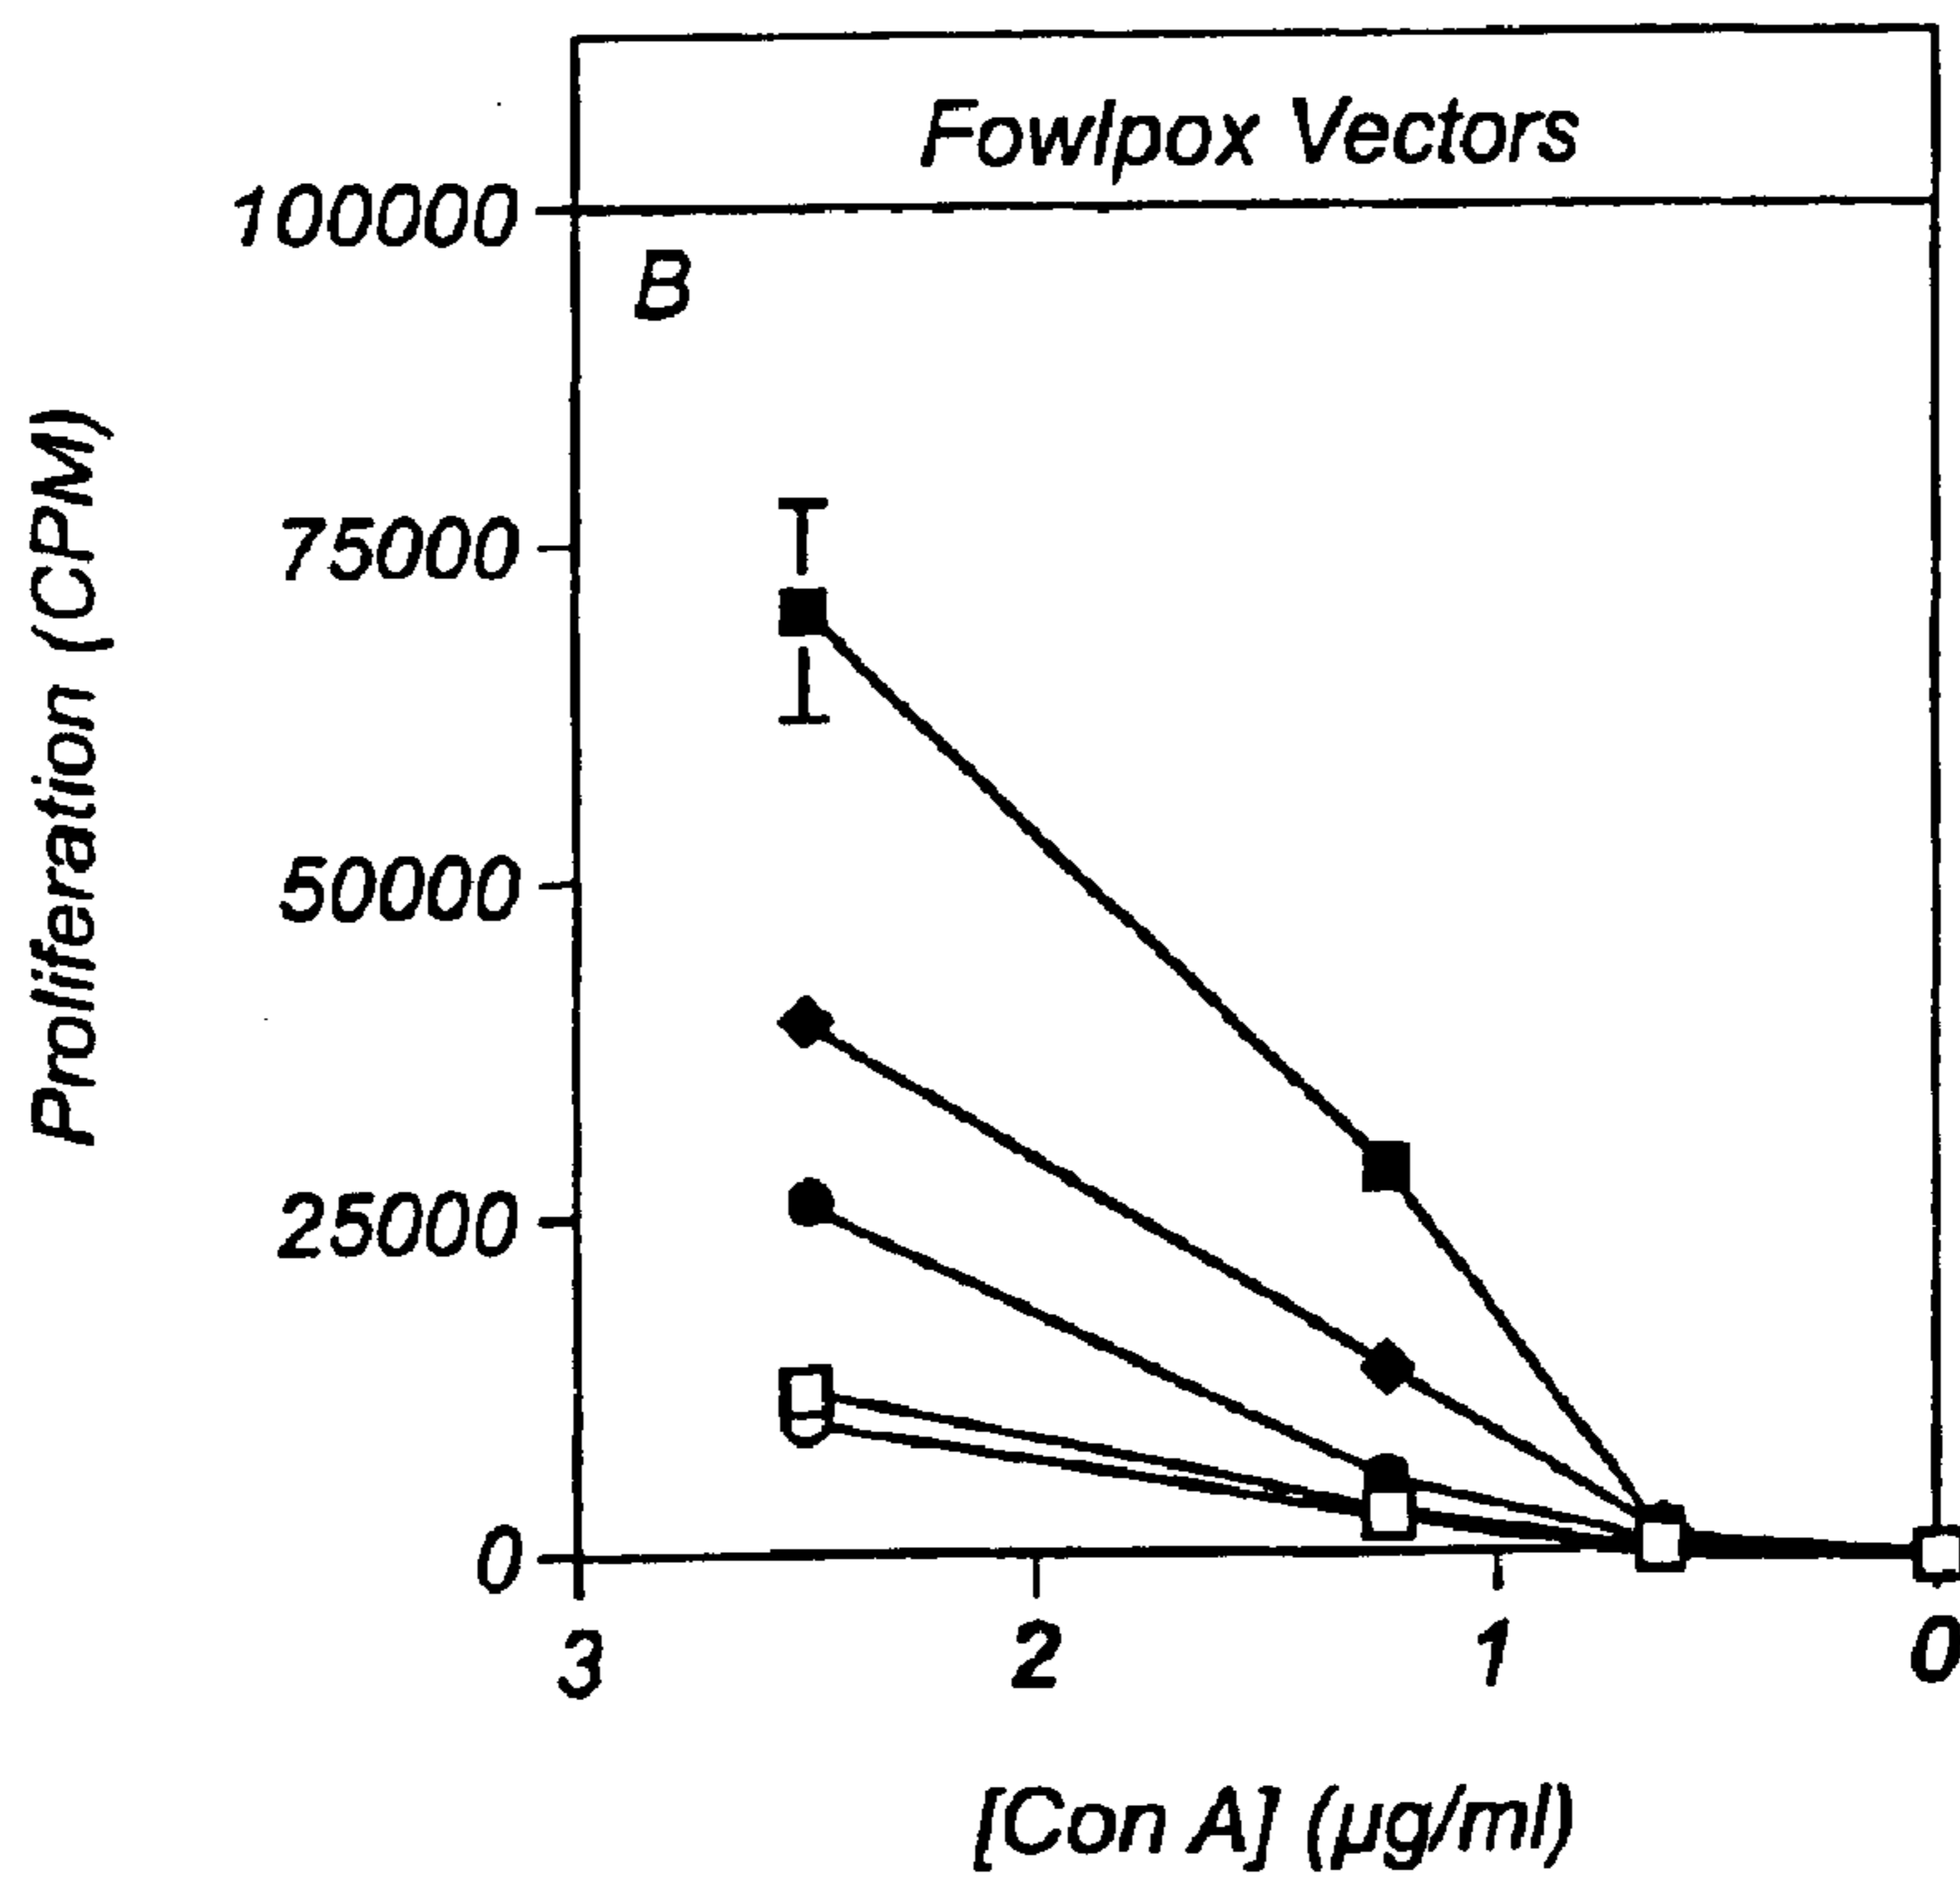 Fowlpox Vectors
B
Proliferation (CPM)
100000
75000
50000
25000
0
3 2 1 0
[Con A] (µg/ml)